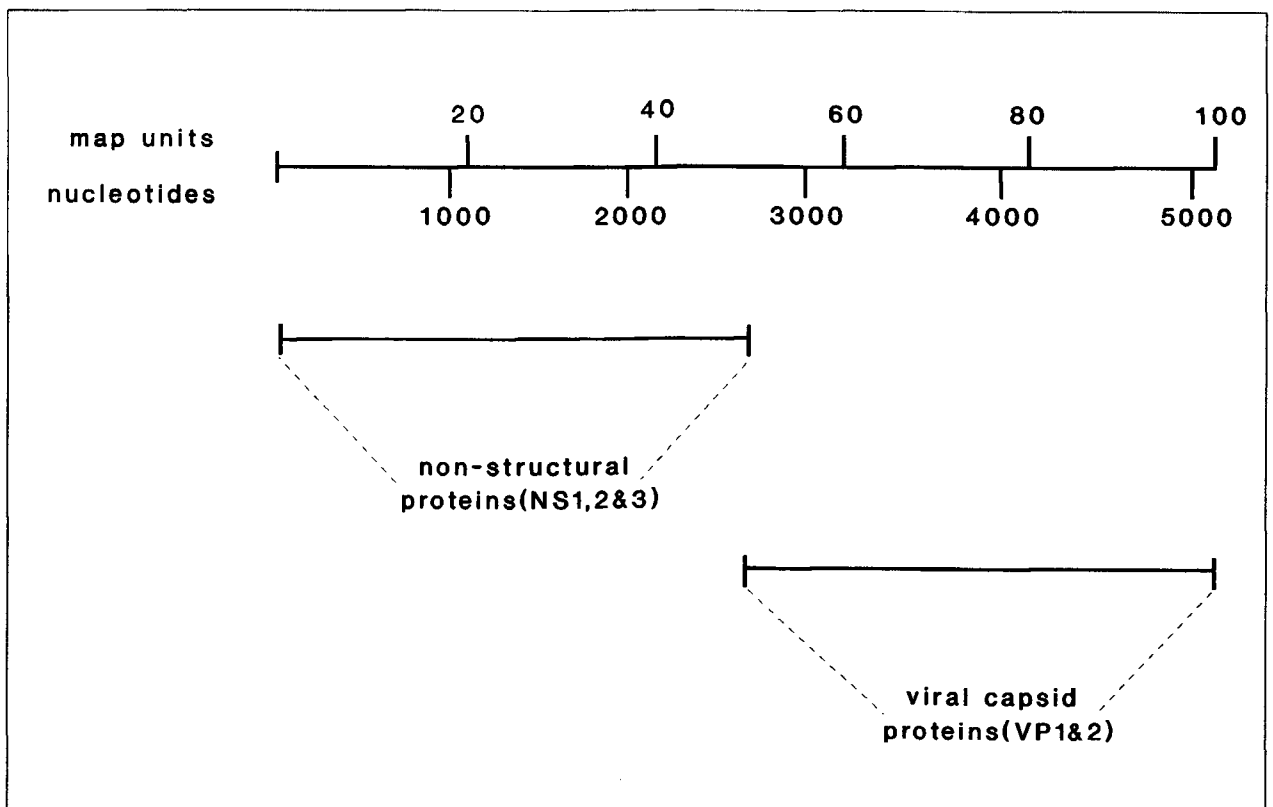 20 40 60 80 100
map units
nucleotides
1000 2000 3000 4000 5000
non-structural
proteins(NS1,2&3)
viral capsid
proteins(VP1&2)